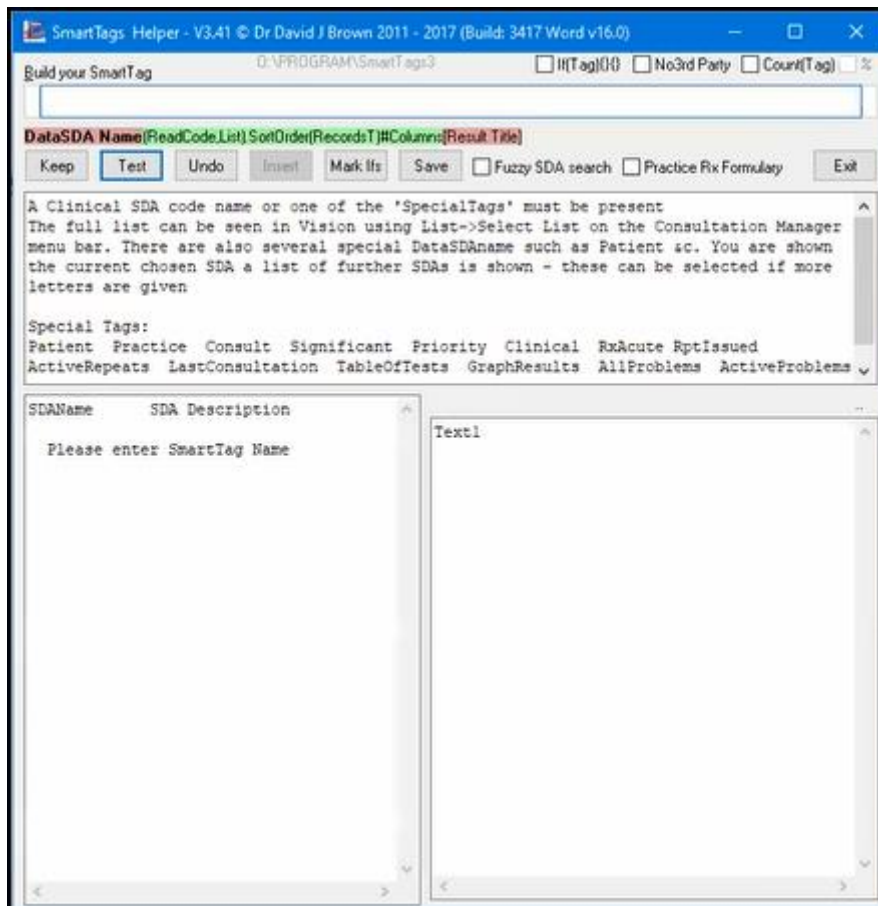 SmartTags Helper - V3.41 © Dr David J Brown 2011 - 2017 (Build: 3417 Word v16.0)
Build your SmartTag
O:\PROGRAM\SmartTags3
If(Tag){}{} No3rd Party Count(Tag) %
DataSDA Name(ReadCode,List).SortOrder(RecordsT)#Columns[Result Title]
Keep Test Undo Insert Mark Ifs Save Fuzzy SDA search Practice Rx Formulary Exit
A Clinical SDA code name or one of the 'SpecialTags' must be present
The full list can be seen in Vision using List->Select List on the Consultation Manager
menu bar. There are also several special DataSDAname such as Patient &c. You are shown
the current chosen SDA a list of further SDAs is shown - these can be selected if more
letters are given
Special Tags:
Patient Practice Consult Significant Priority Clinical RxAcute RptIssued
ActiveRepeats LastConsultation TableOfTests GraphResults AllProblems ActiveProblems
SDAName SDA Description
Please enter SmartTag Name
..
Text1